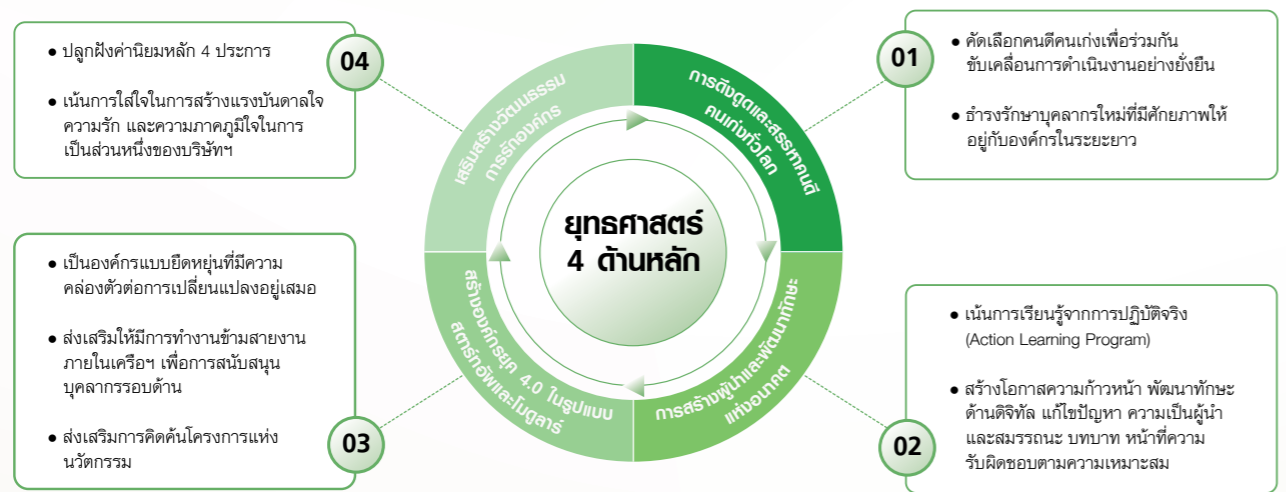 ยุทธศาสตร์
4 ด้านหลัก
01
การดึงดูดและสรรหาคนดี
คนเก่งทั่วโลก
● คัดเลือกคนดีคนเก่งเพื่อร่วมกัน
ขับเคลื่อนการดำเนินงานอย่างยั่งยืน
● ธำรงรักษาบุคลากรใหม่ที่มีศักยภาพให้
อยู่กับองค์กรในระยะยาว
02
การสร้างผู้นำและพัฒนาทักษะ
แห่งอนาคต
● เน้นการเรียนรู้จากการปฏิบัติจริง
(Action Learning Program)
● สร้างโอกาสความก้าวหน้า พัฒนาทักษะ
ด้านดิจิทัล แก้ไขปัญหา ความเป็นผู้นำ
และสมรรถนะ บทบาท หน้าที่ความ
รับผิดชอบตามความเหมาะสม
03
สร้างองค์กรยุค 4.0 ในรูปแบบ
สตาร์ทอัพและโมดูลาร์
● เป็นองค์กรแบบยืดหยุ่นที่มีความ
คล่องตัวต่อการเปลี่ยนแปลงอยู่เสมอ
● ส่งเสริมให้มีการทำงานข้ามสายงาน
ภายในเครือฯ เพื่อการสนับสนุน
บุคลากรรอบด้าน
● ส่งเสริมการคิดค้นโครงการแห่ง
นวัตกรรม
04
เสริมสร้างวัฒนธรรม
การรักองค์กร
● ปลูกฝังค่านิยมหลัก 4 ประการ
● เน้นการใส่ใจในการสร้างแรงบันดาลใจ
ความรัก และความภาคภูมิใจในการ
เป็นส่วนหนึ่งของบริษัทฯ